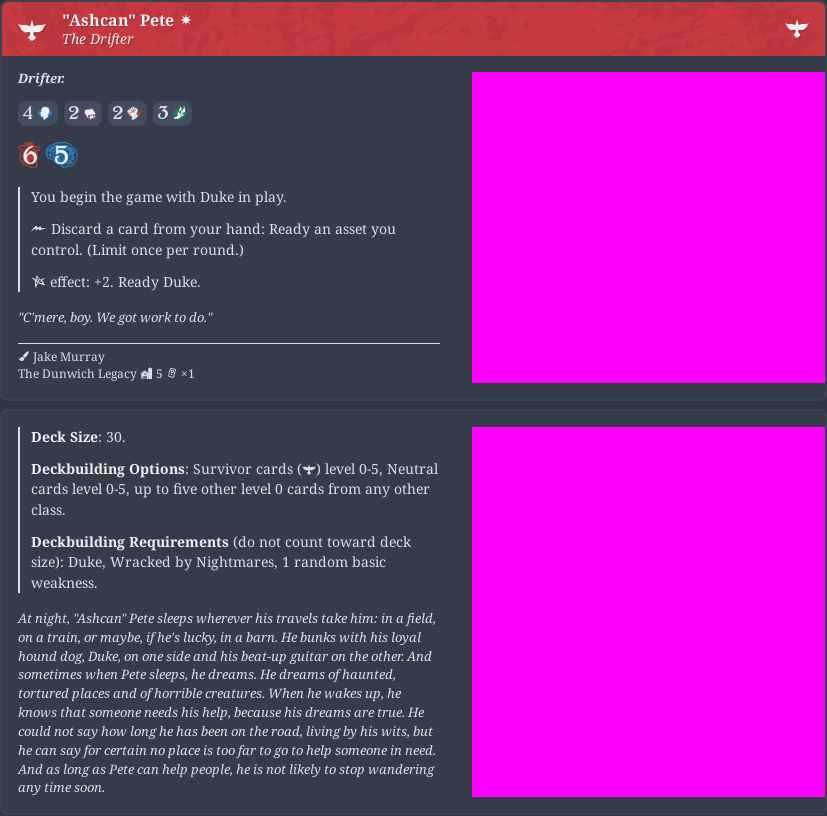 "Ashcan" Pete
The Drifter
Drifter.
4 2 2 3
6 5
You begin the game with Duke in play.
Discard a card from your hand: Ready an asset you
control. (Limit once per round.)
effect: +2. Ready Duke.
"C'mere, boy. We got work to do."
Jake Murray
The Dunwich Legacy 5 ×1
Deck Size: 30.
Deckbuilding Options: Survivor cards () level 0-5, Neutral
cards level 0-5, up to five other level 0 cards from any other
class.
Deckbuilding Requirements (do not count toward deck
size): Duke, Wracked by Nightmares, 1 random basic
weakness.
At night, "Ashcan" Pete sleeps wherever his travels take him: in a field,
on a train, or maybe, if he's lucky, in a barn. He bunks with his loyal
hound dog, Duke, on one side and his beat-up guitar on the other. And
sometimes when Pete sleeps, he dreams. He dreams of haunted,
tortured places and of horrible creatures. When he wakes up, he
knows that someone needs his help, because his dreams are true. He
could not say how long he has been on the road, living by his wits, but
he can say for certain no place is too far to go to help someone in need.
And as long as Pete can help people, he is not likely to stop wandering
any time soon.